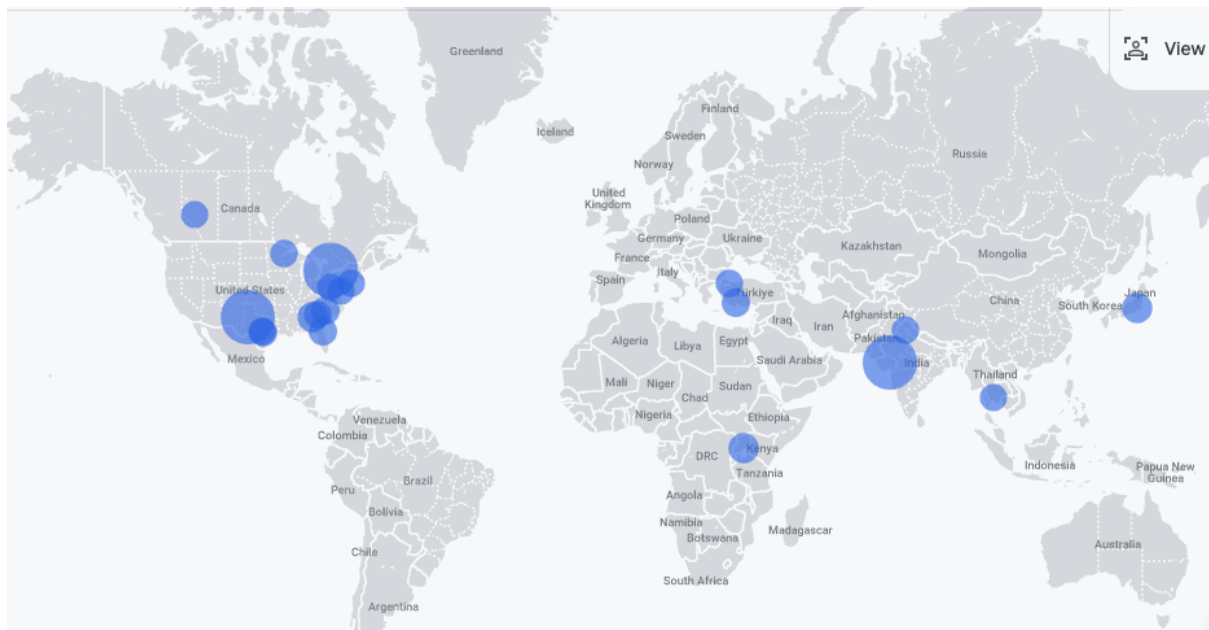 Greenland
View
Finland
Iceland
Sweden
Russia
Norway
United
Kingdom
Canada
Poland
Germany
Ukraine
Kazakhstan
France
Mongolia
Italy
Spain
United States
Türkiye
Japan
China
South Korea
Afghanistan
Iraq
Iran
Algeria
Pakistan
Libya
Egypt
Mexico
Saudi Arabia
India
Thailand
Mali
Niger
Sudan
Chad
Nigeria
Ethiopia
Venezuela
Colombia
Kenya
DRC
Indonesia
Papua New
Guinea
Tanzania
Brazil
Peru
Angola
Bolivia
Namibia
Madagascar
Botswana
Australia
Chile
South Africa
Argentina